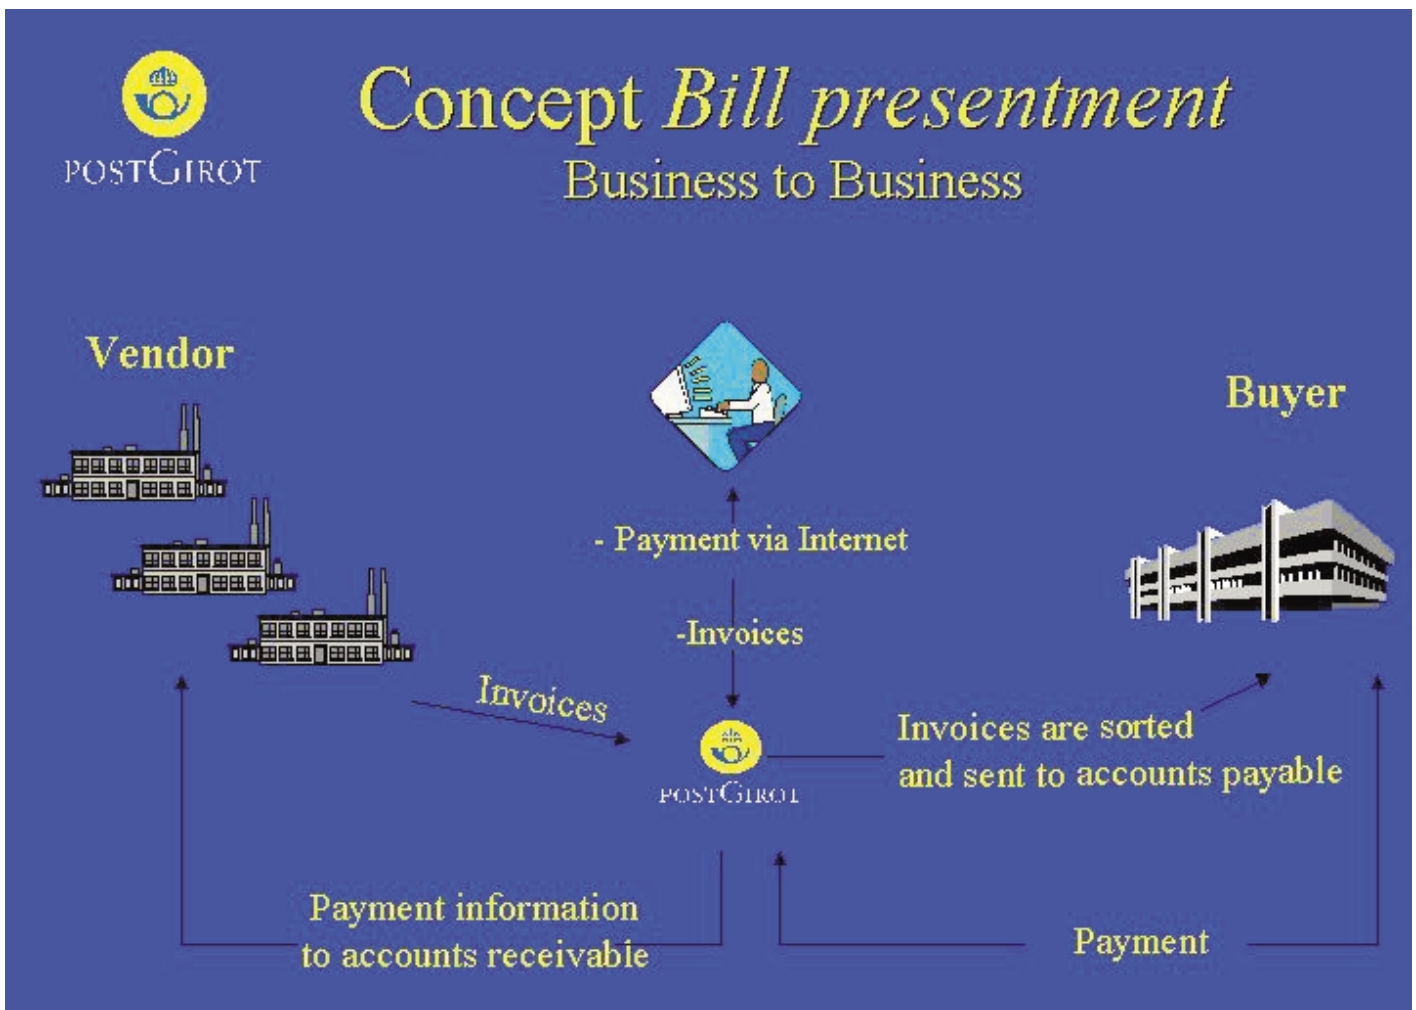 Concept Bill presentment
POSTGIROT
Business to Business
Vendor
Buyer
- Payment via Internet
-Invoices
Invoices
Invoices are sorted
and sent to accounts payable
POSTGIROT
Payment information
to accounts receivable
Payment